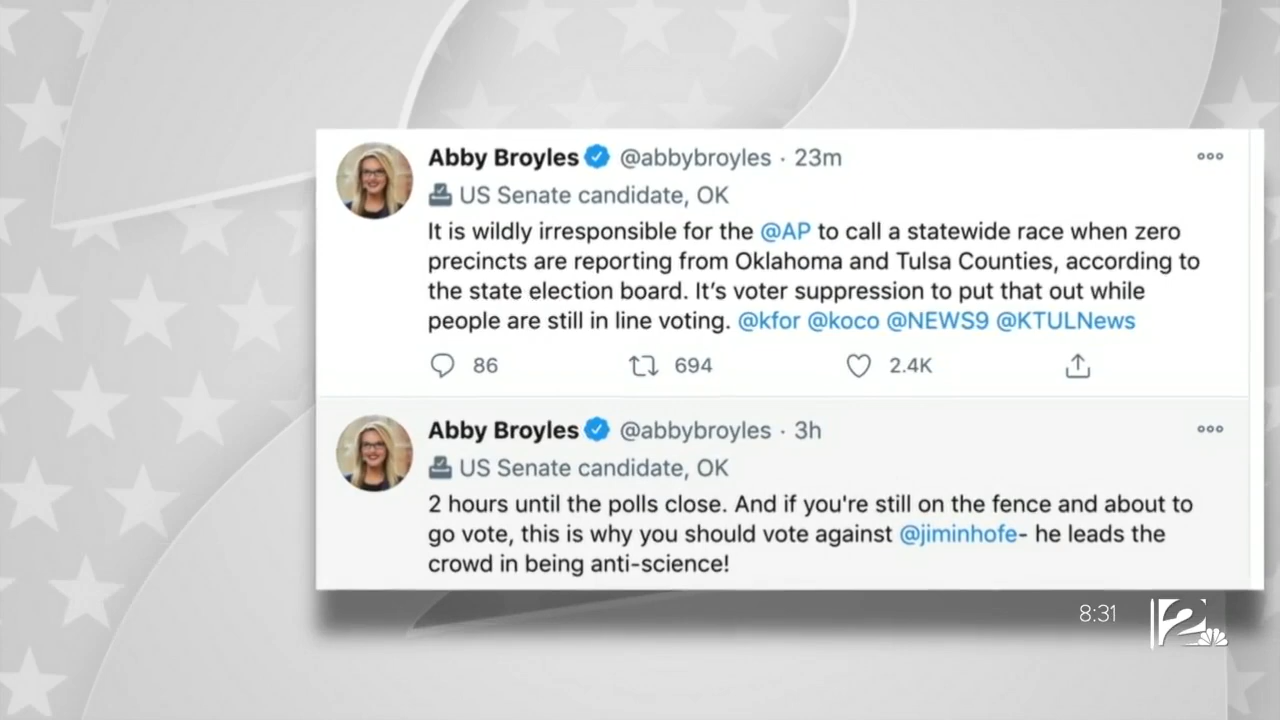 Abby Broyles @abbybroyles · 23m
US Senate candidate, OK
It is wildly irresponsible for the @AP to call a statewide race when zero
precincts are reporting from Oklahoma and Tulsa Counties, according to
the state election board. It’s voter suppression to put that out while
people are still in line voting. @kfor @koco @NEWS9 @KTULNews
86 694 2.4K
Abby Broyles @abbybroyles · 3h
US Senate candidate, OK
2 hours until the polls close. And if you're still on the fence and about to
go vote, this is why you should vote against @jiminhofe- he leads the
crowd in being anti-science!
8:31 2